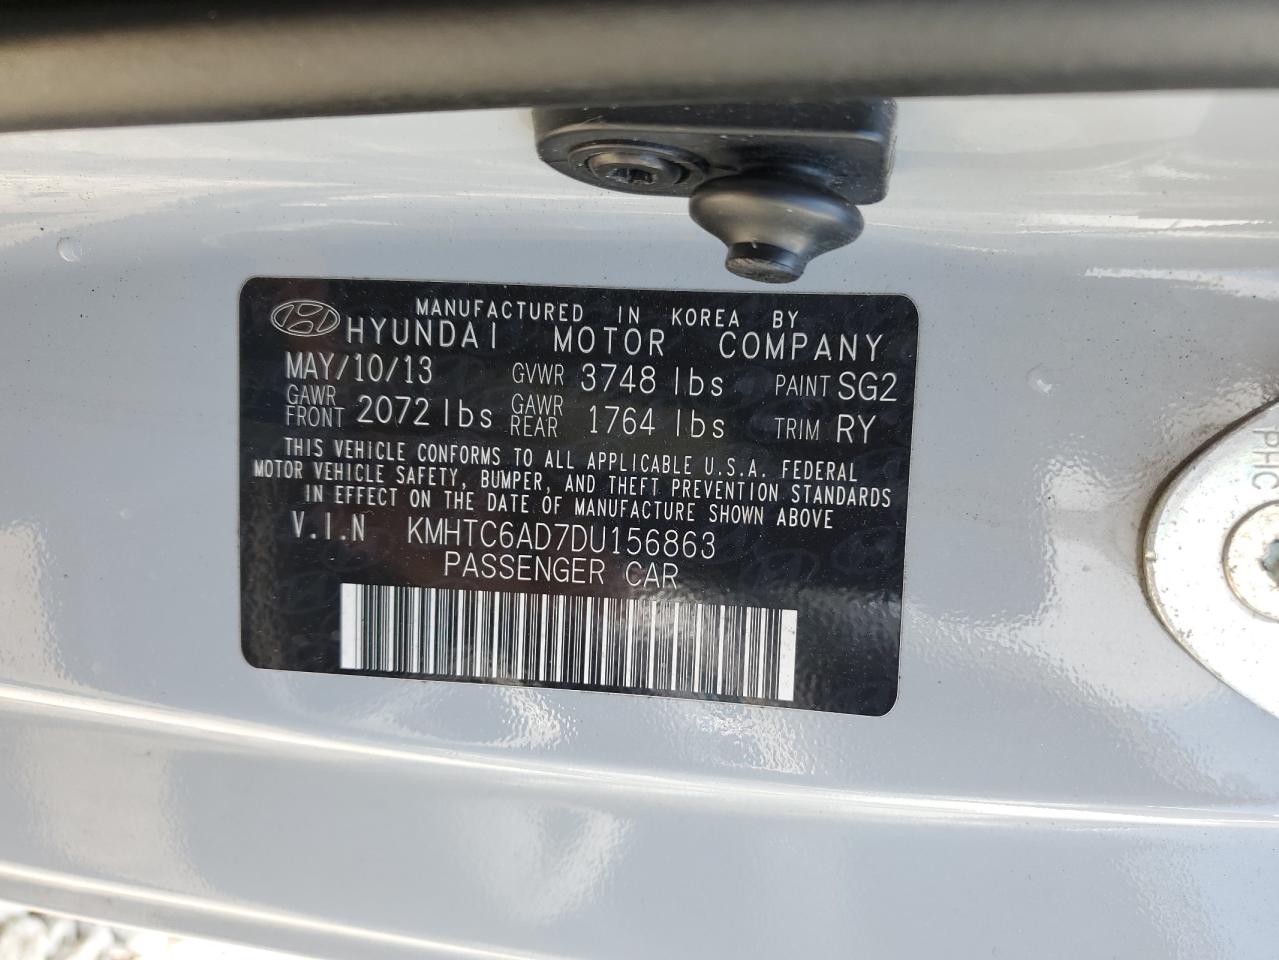 MANUFACTURED IN KOREA BY
HYUNDAI MOTOR COMPANY
MAY/10/13 GVWR 3748 lbs PAINT SG2
GAWR FRONT 2072 lbs GAWR REAR 1764 lbs TRIM RY
THIS VEHICLE CONFORMS TO ALL APPLICABLE U.S.A. FEDERAL
MOTOR VEHICLE SAFETY, BUMPER, AND THEFT PREVENTION STANDARDS
IN EFFECT ON THE DATE OF MANUFACTURE SHOWN ABOVE
V.I.N KMHTC6AD7DU156863
PASSENGER CAR
PHC